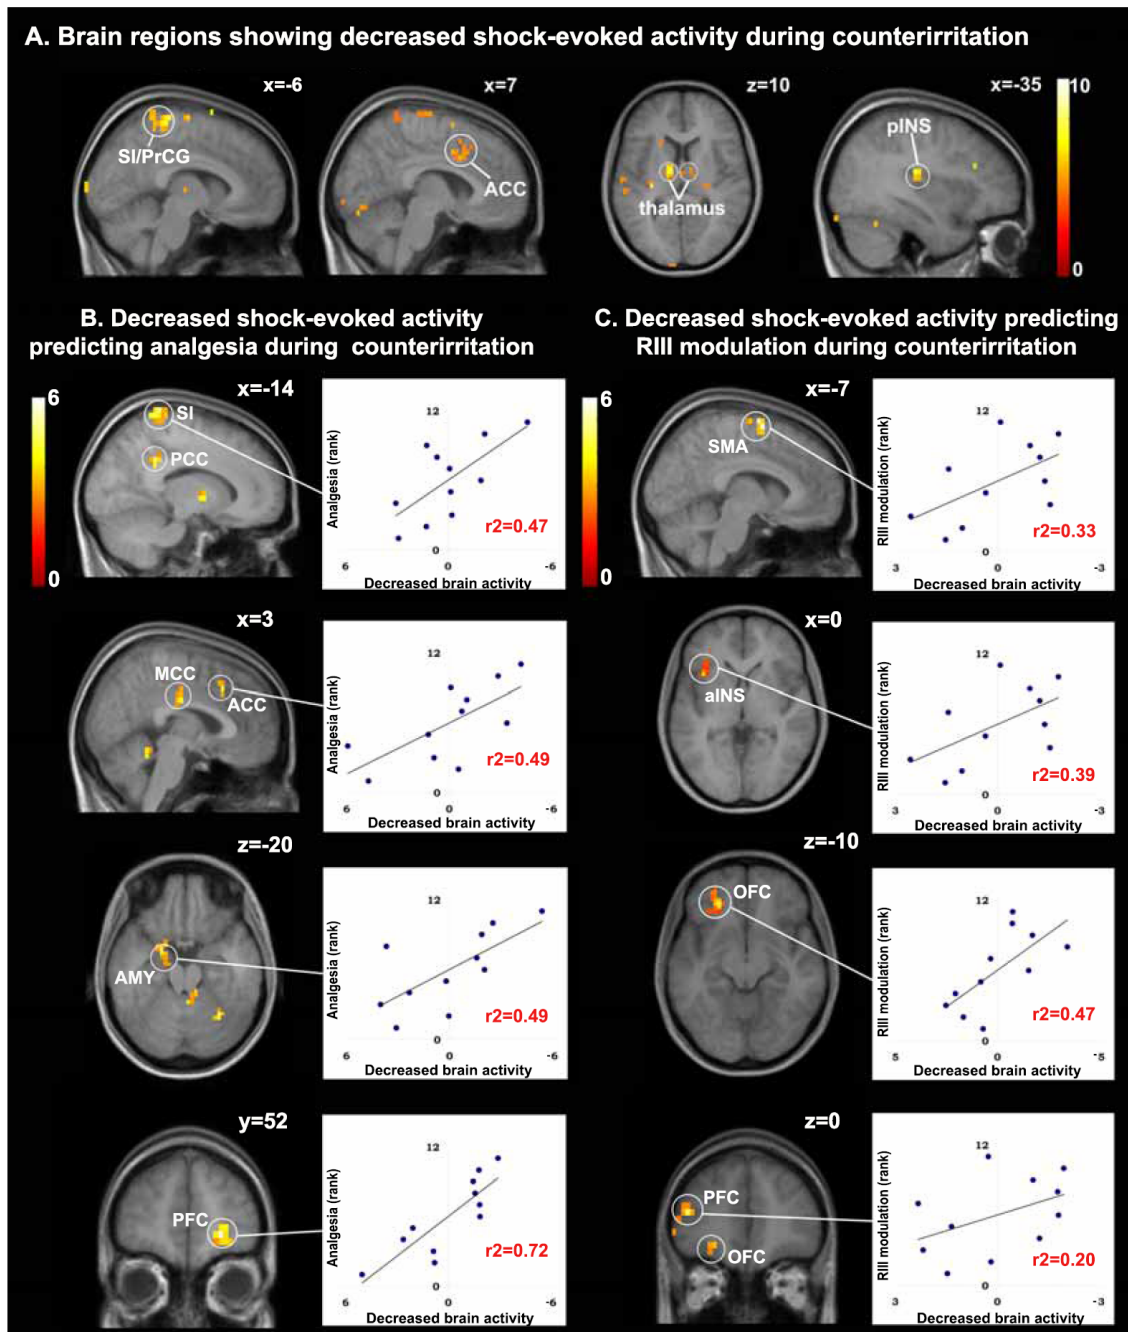 A. Brain regions showing decreased shock-evoked activity during counterirritation
x=-6
x=7
z=10
x=-35
10
SI/PrCG
ACC
thalamus
pINS
0
B. Decreased shock-evoked activity
predicting analgesia during counterirritation
C. Decreased shock-evoked activity predicting
RIII modulation during counterirritation
6
x=-14
SI
PCC
0
12
Analgesia (rank)
r2=0.47
0
6
0
-6
Decreased brain activity
6
x=-7
SMA
0
12
RIII modulation (rank)
r2=0.33
0
3
0
-3
Decreased brain activity
x=3
MCC
ACC
12
Analgesia (rank)
r2=0.49
0
6
0
-6
Decreased brain activity
x=0
aINS
12
RIII modulation (rank)
r2=0.39
0
3
0
-3
Decreased brain activity
z=-20
AMY
12
Analgesia (rank)
r2=0.49
0
6
0
-6
Decreased brain activity
z=-10
OFC
12
RIII modulation (rank)
r2=0.47
0
5
0
-5
Decreased brain activity
y=52
PFC
12
Analgesia (rank)
r2=0.72
0
6
0
-6
Decreased brain activity
z=0
PFC
OFC
12
RIII modulation (rank)
r2=0.20
0
3
0
-3
Decreased brain activity